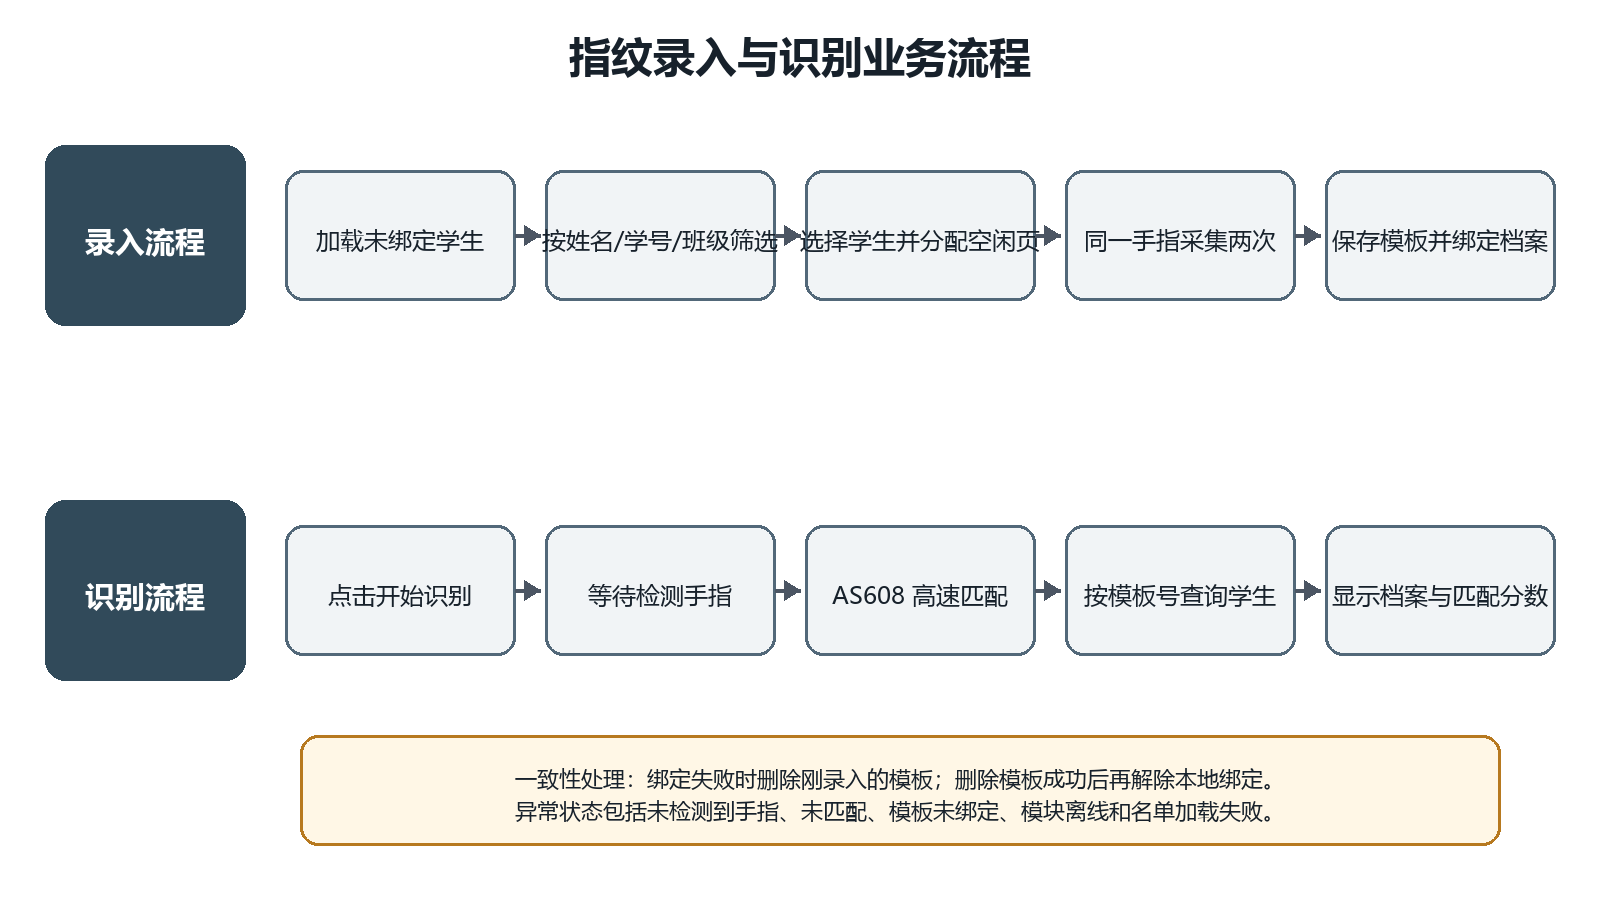 指纹录入与识别业务流程
录入流程
加载未绑定学生
按姓名/学号/班级筛选
选择学生并分配空闲页
同一手指采集两次
保存模板并绑定档案
识别流程
点击开始识别
等待检测手指
AS608 高速匹配
按模板号查询学生
显示档案与匹配分数
一致性处理：绑定失败时删除刚录入的模板；删除模板成功后再解除本地绑定。
异常状态包括未检测到手指、未匹配、模板未绑定、模块离线和名单加载失败。